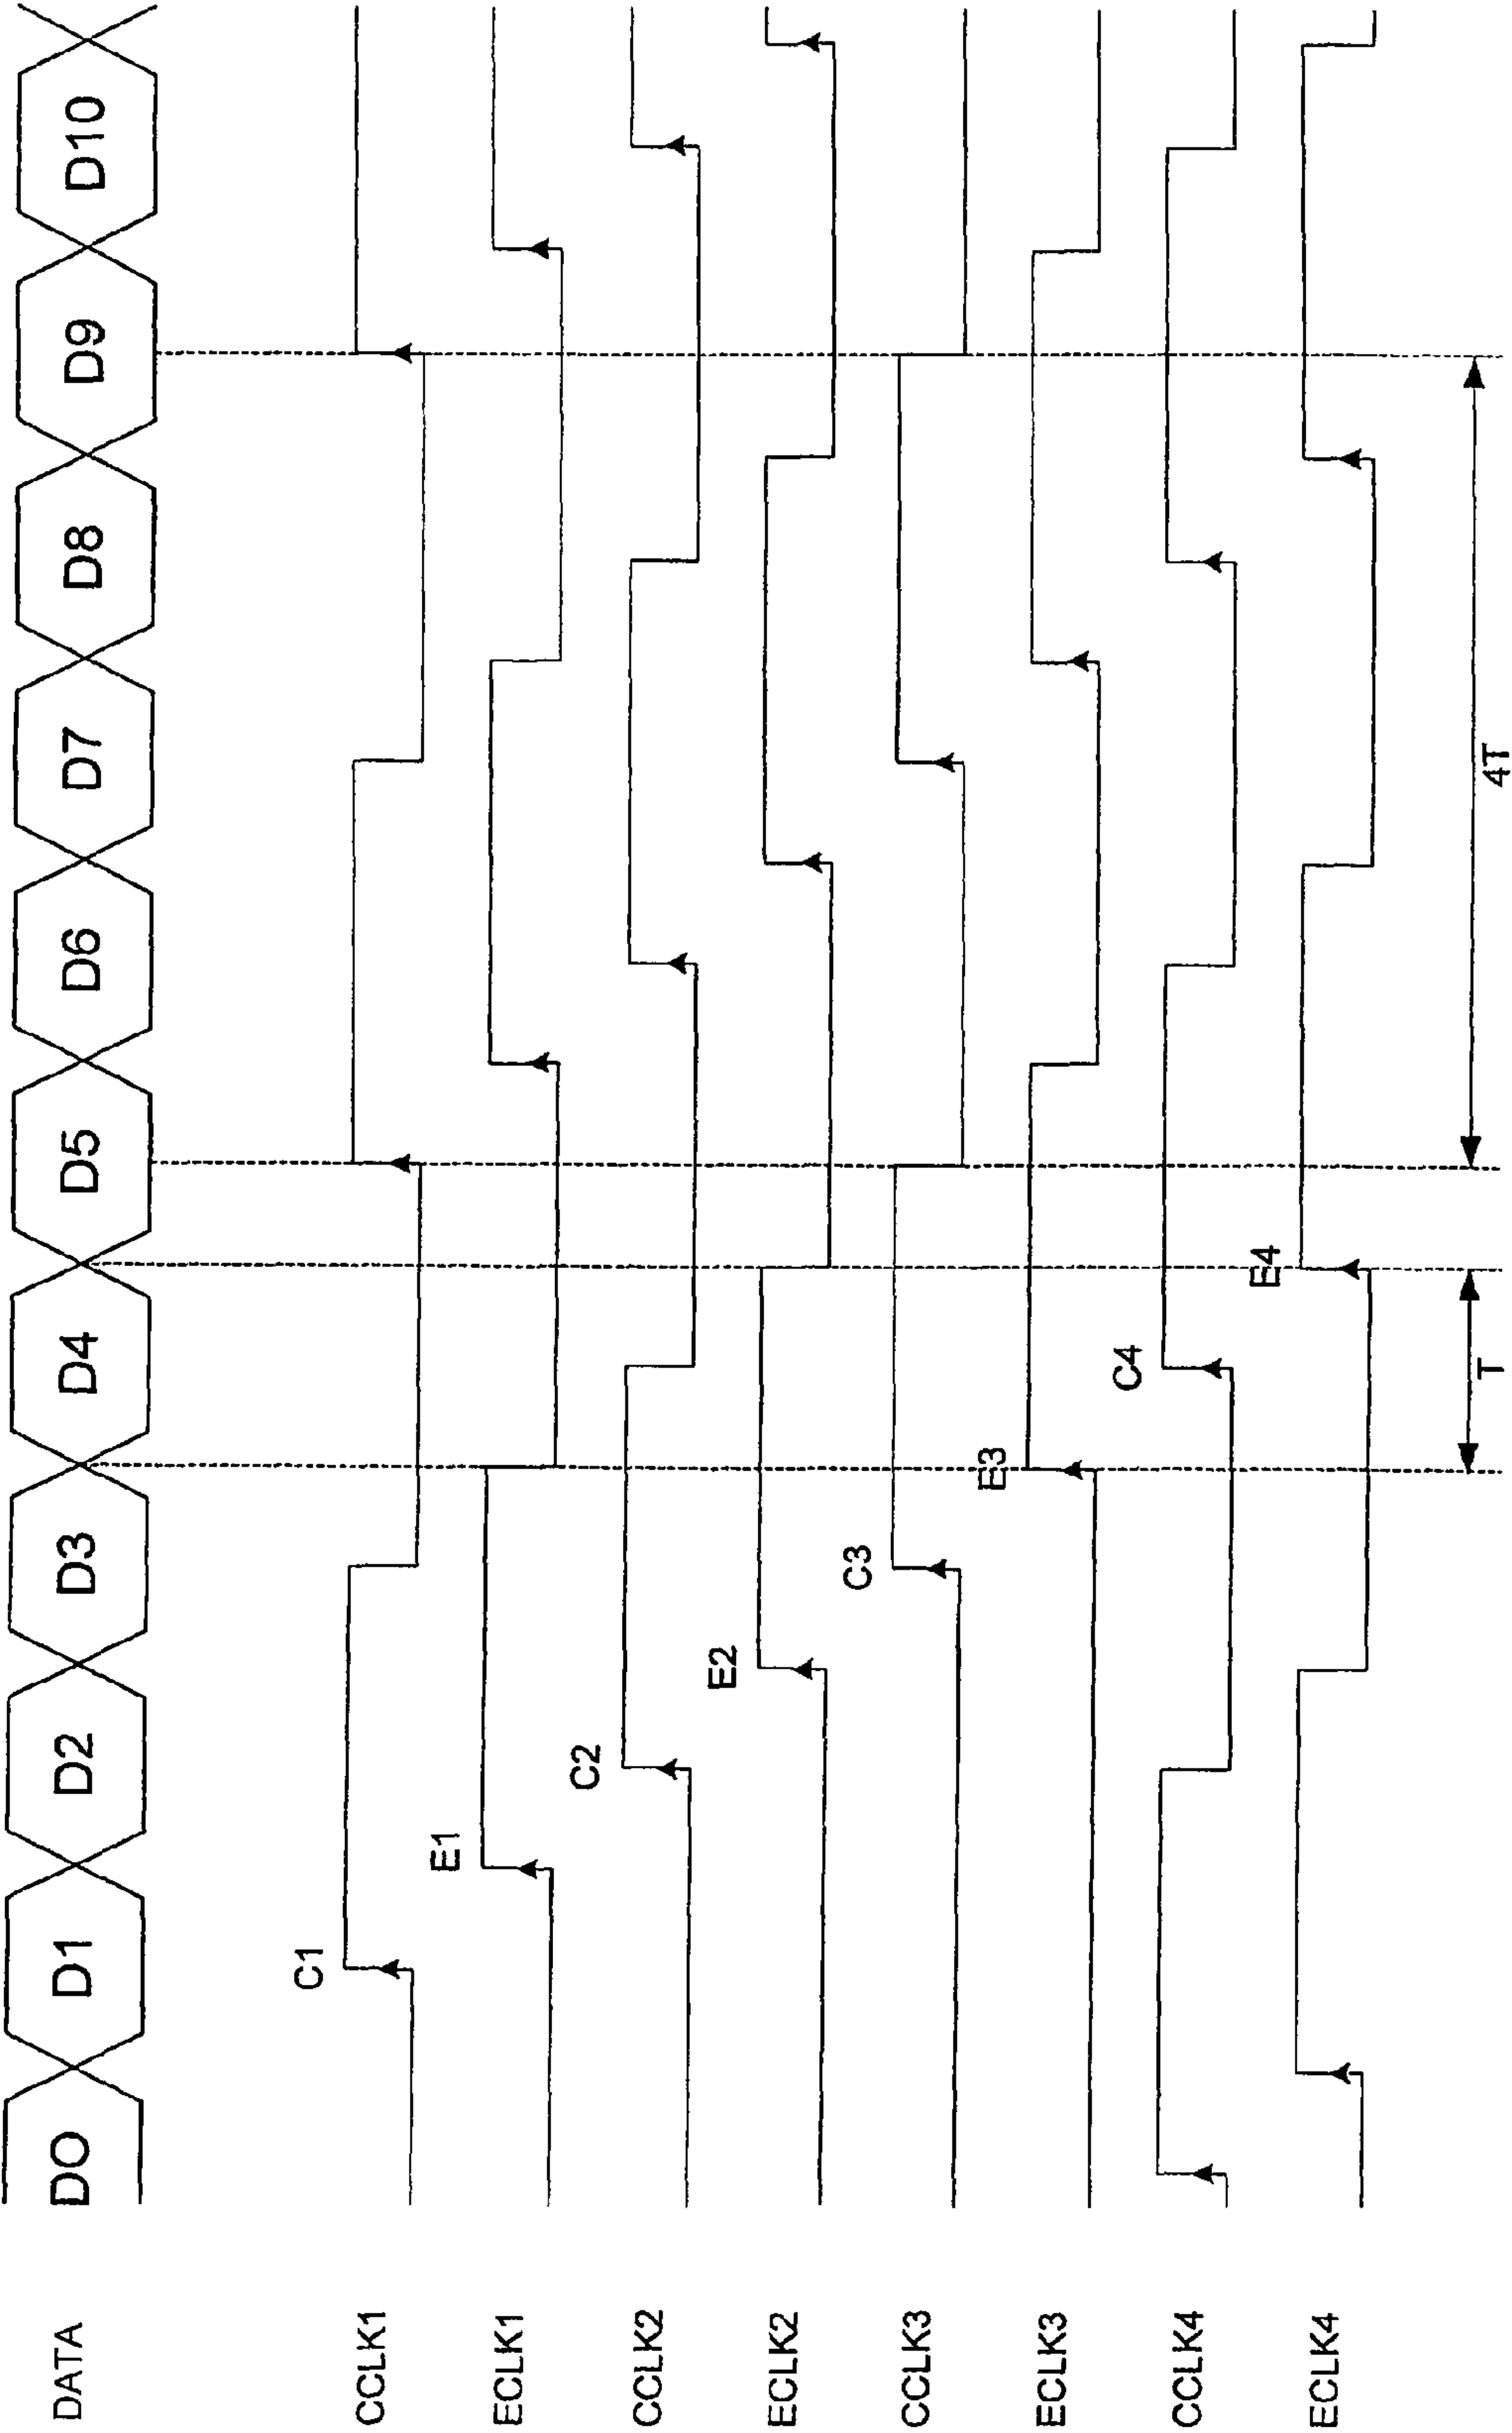 DATA DO D1 D2 D3 D4 D5 D6 D7 D8 D9 D10
CCLK1 C1
ECLK1 E1
CCLK2 C2
ECLK2 E2
CCLK3 C3
ECLK3 E3
CCLK4 C4
ECLK4 E4
T 4T